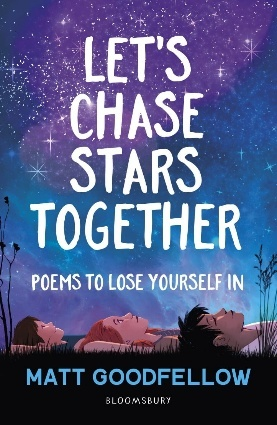 LET'S
CHASE
STARS
TOGETHER
POEMS TO LOSE YOURSELF IN
MATT GOODFELLOW
BLOOMSBURY